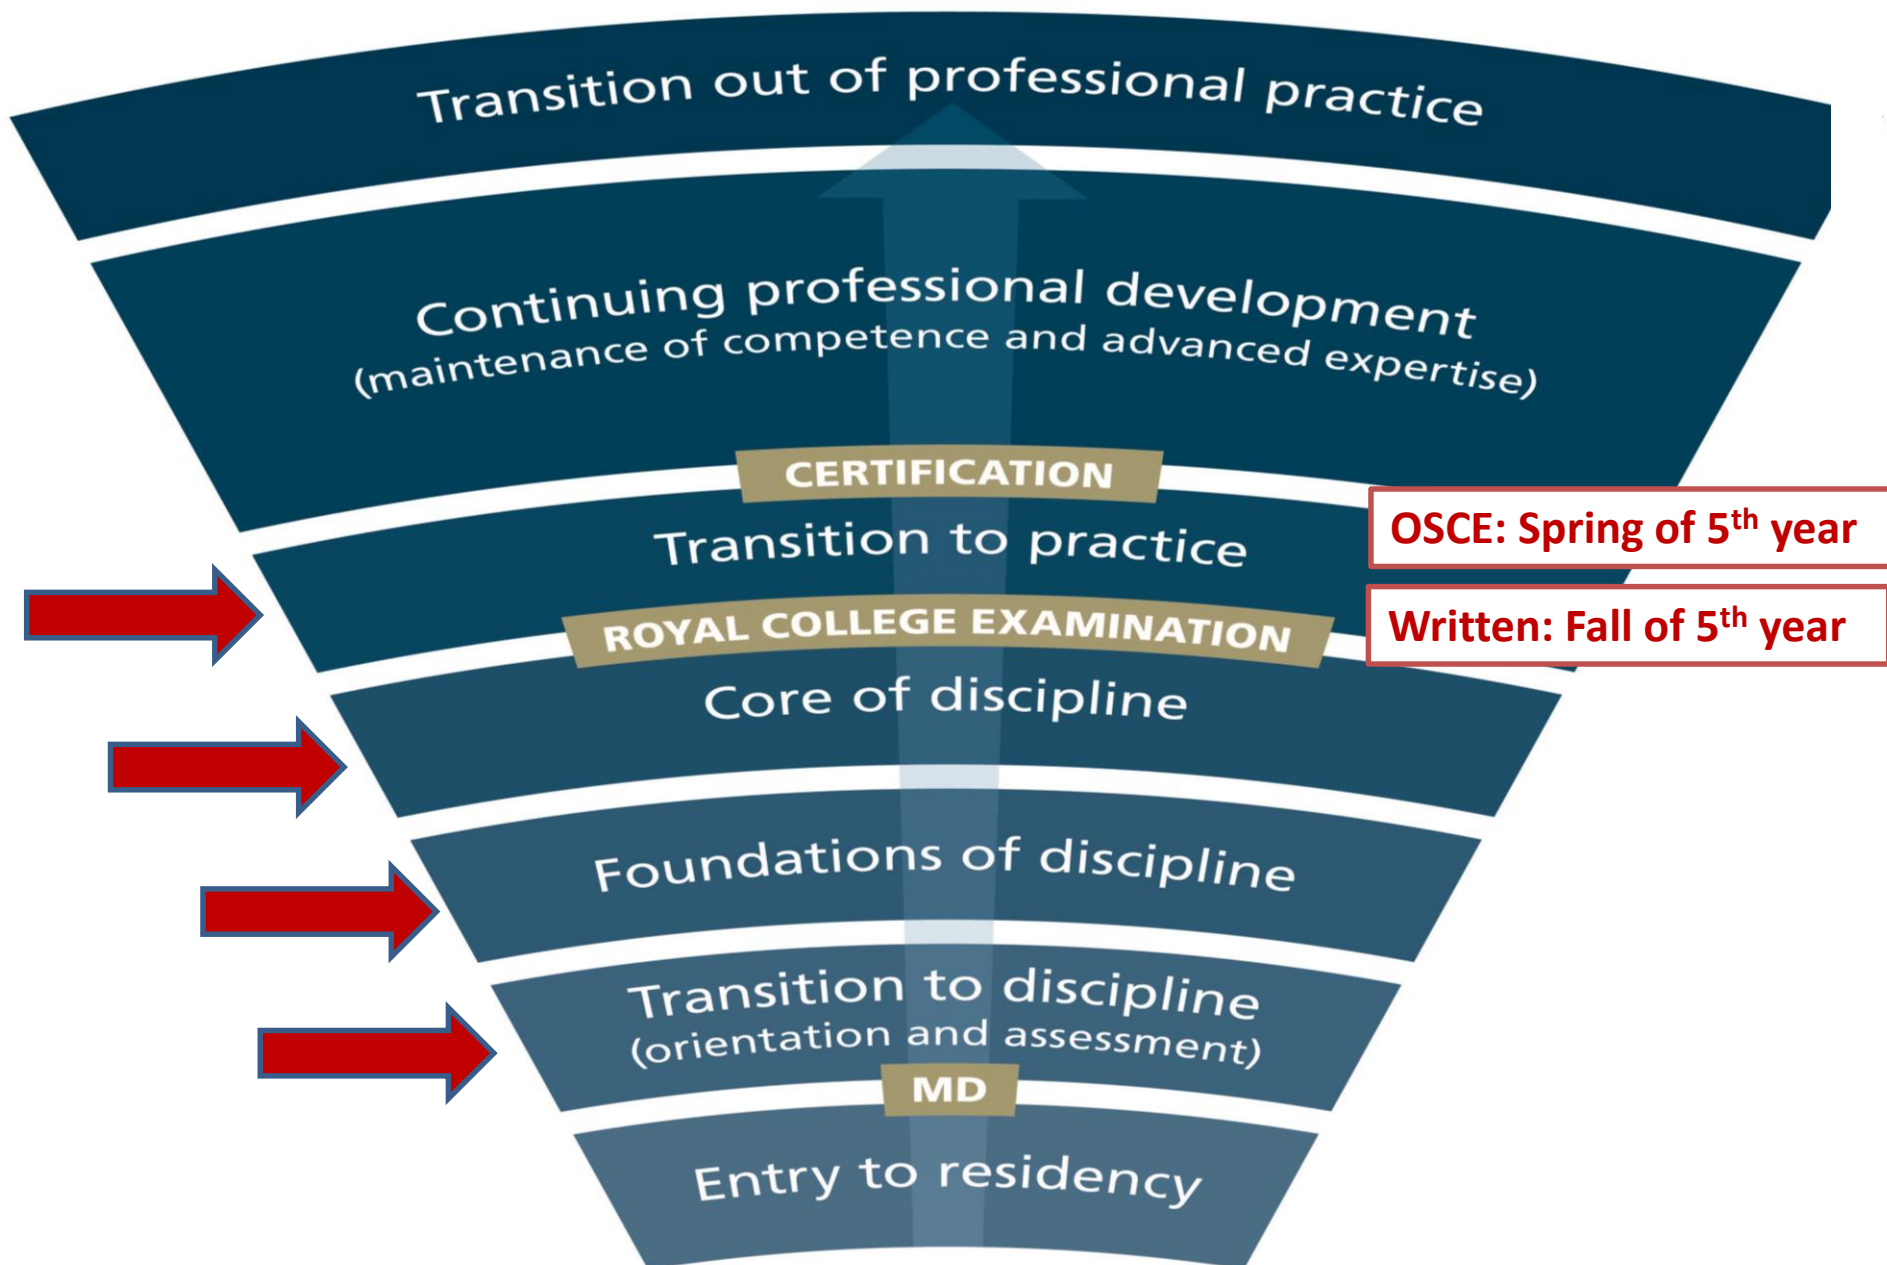 Transition out of professional practice
Continuing professional development
(maintenance of competence and advanced expertise)
CERTIFICATION
Transition to practice
OSCE: Spring of 5th year
ROYAL COLLEGE EXAMINATION
Written: Fall of 5th year
Core of discipline
Foundations of discipline
Transition to discipline
(orientation and assessment)
MD
Entry to residency